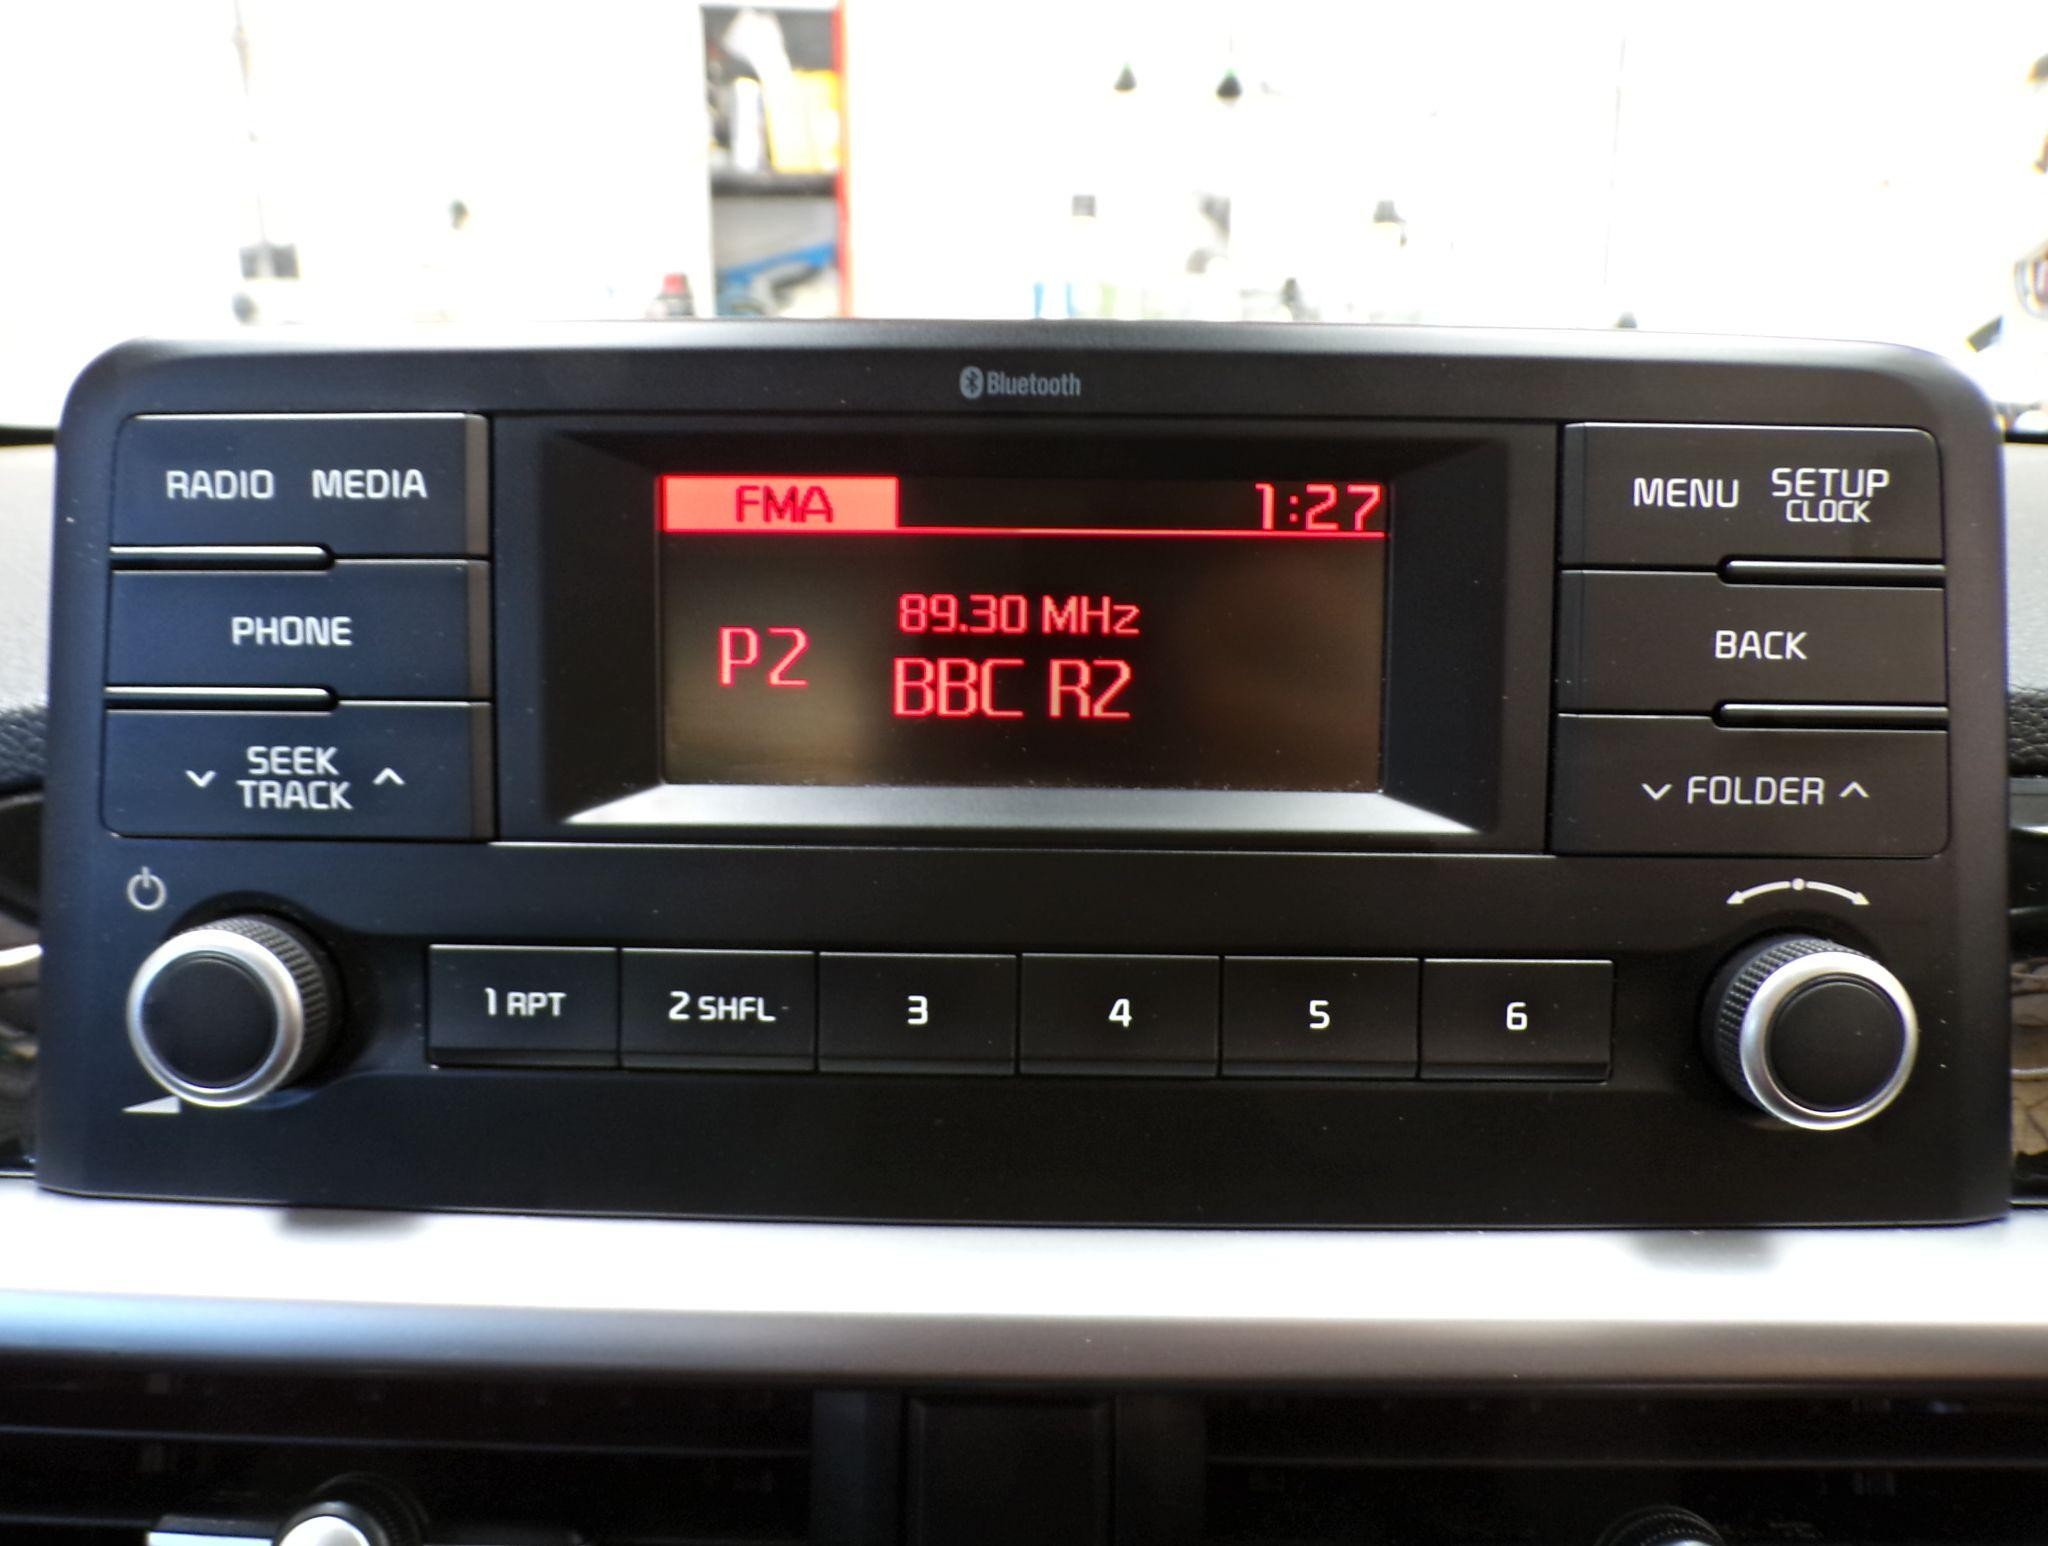 Bluetooth
RADIO MEDIA
PHONE
SEEK
TRACK
FMA 1:27
89.30 MHz
P2
BBC R2
MENU SETUP
CLOCK
BACK
FOLDER
1 RPT 2 SHFL 3 4 5 6